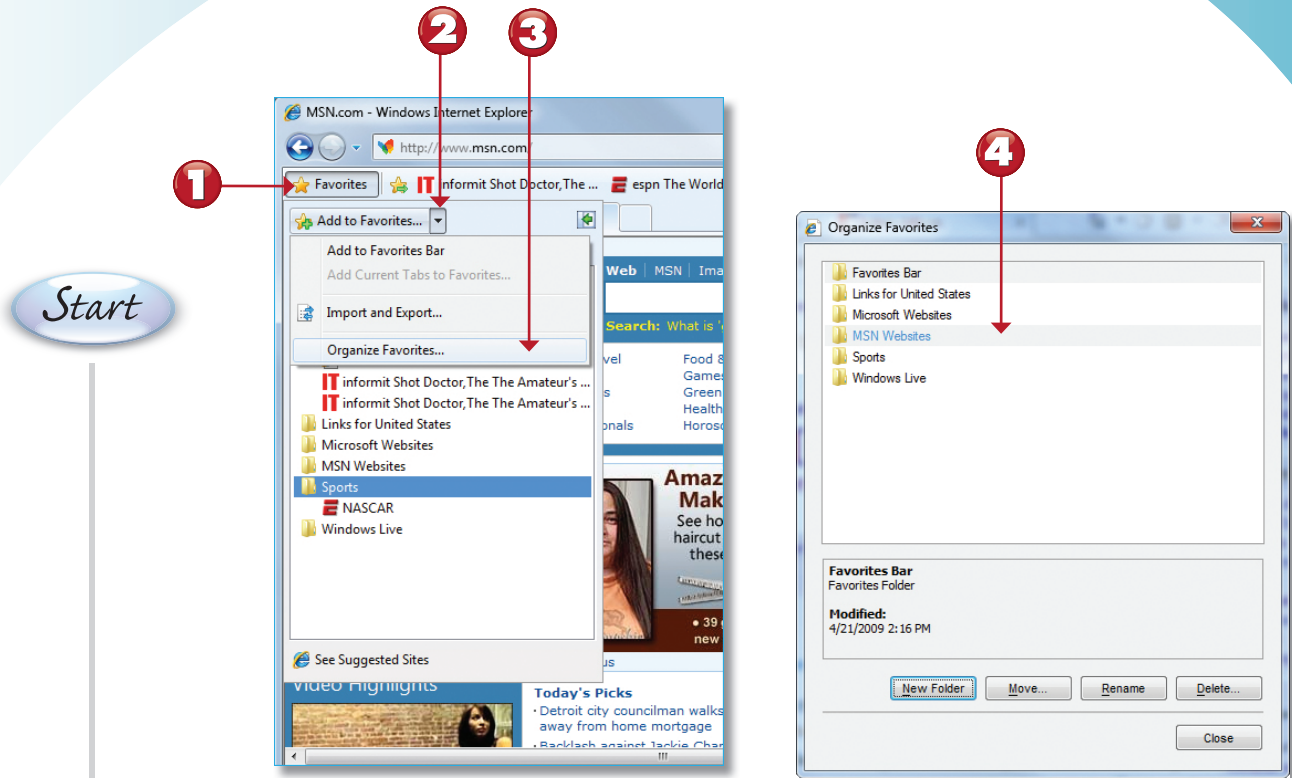 2
3
MSN.com - Windows Internet Explorer
http://www.msn.com/
4
1
Favorites
informit Shot Doctor,The ...
espn The World
Add to Favorites...
Add to Favorites Bar
Add Current Tabs to Favorites...
Import and Export...
Organize Favorites...
informit Shot Doctor,The The Amateur's ...
informit Shot Doctor,The The Amateur's ...
Links for United States
Microsoft Websites
MSN Websites
Sports
NASCAR
Windows Live
See Suggested Sites
Web | MSN | Ima
Search: What is
Food &
Games
Green
Health
Horosc
Amaz
Mak
See ho
haircut
these
• 39
new
Video Highlights
Today's Picks
· Detroit city councilman walks
away from home mortgage
· Backlash against Jackie Chan
Start
Organize Favorites
Favorites Bar
Links for United States
Microsoft Websites
MSN Websites
Sports
Windows Live
Favorites Bar
Favorites Folder
Modified:
4/21/2009 2:16 PM
New Folder
Move...
Rename
Delete...
Close